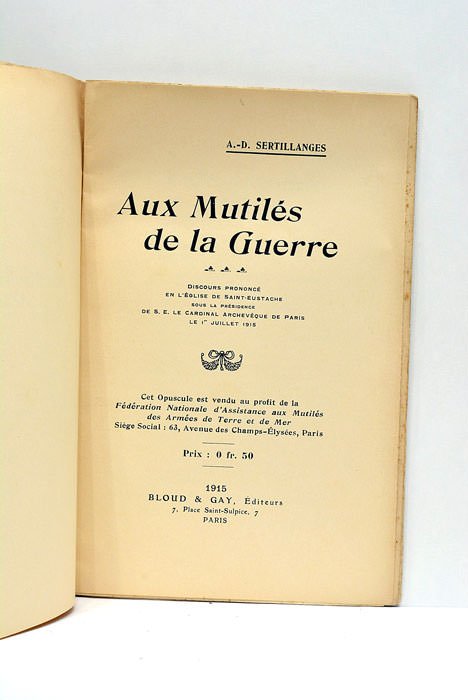 A.-D. SERTILLANGES
Aux Mutilés
de la Guerre
DISCOURS PRONONCÉ
EN L'ÉGLISE DE SAINT-EUSTACHE
SOUS LA PRÉSIDENCE
DE S. E. LE CARDINAL ARCHEVÊQUE DE PARIS
LE 1er JUILLET 1915
Cet Opuscule est vendu au profit de la
Fédération Nationale d'Assistance aux Mutilés
des Armées de Terre et de Mer
Siège Social : 63, Avenue des Champs-Élysées, Paris
Prix : 0 fr. 50
1915
BLOUD & GAY, Éditeurs
7, Place Saint-Sulpice, 7
PARIS